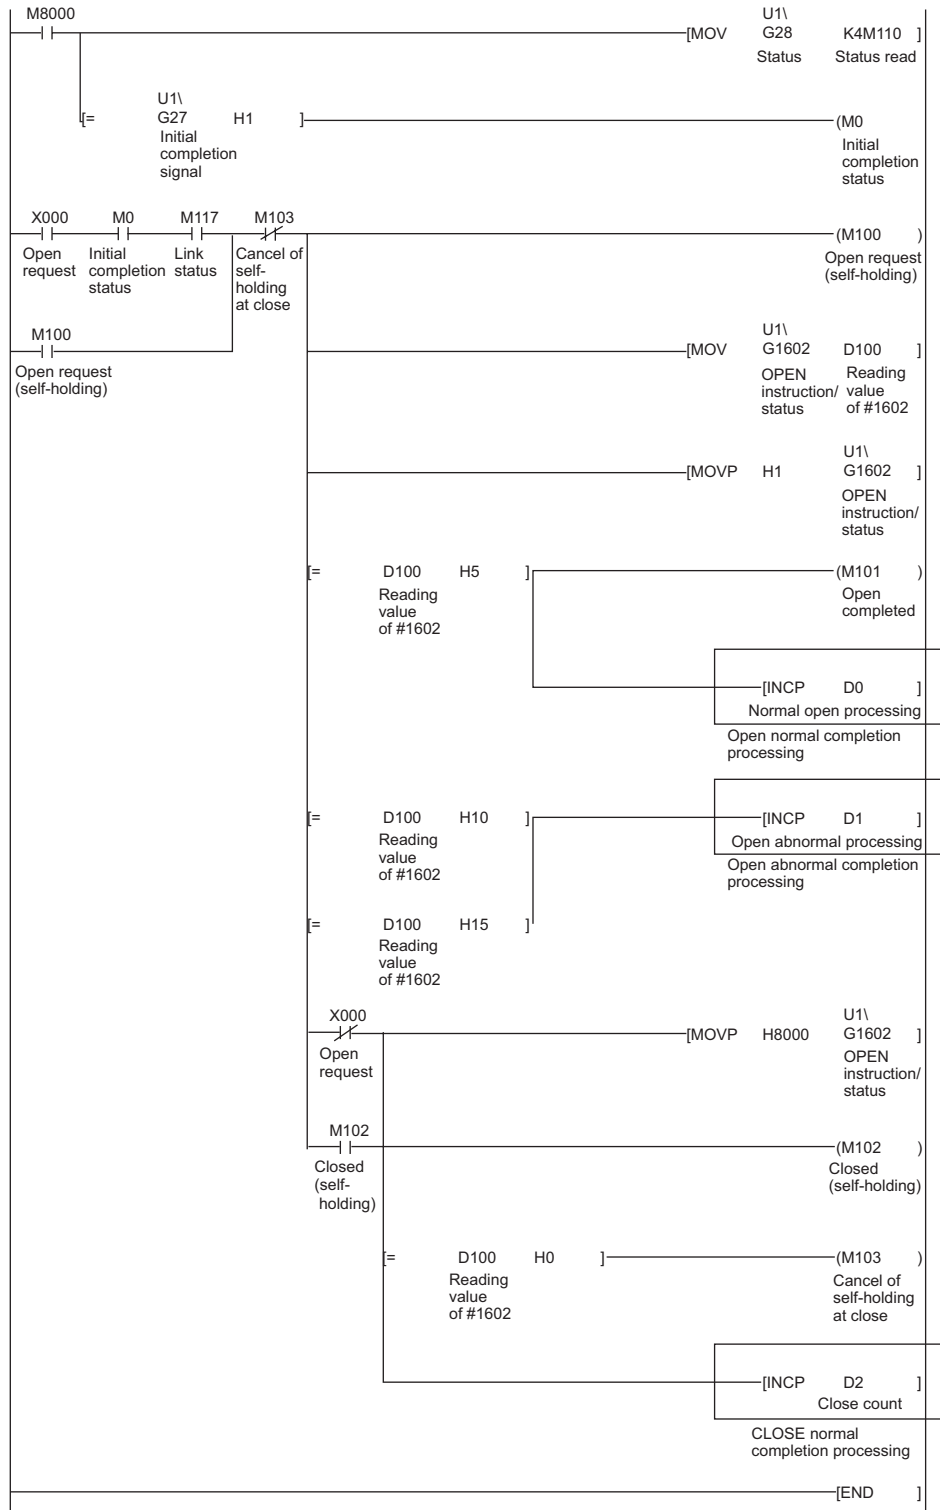 M8000
U1\
[MOV G28 K4M110 ]
Status Status read
U1\
[= G27 H1 ] (M0
Initial
completion
signal
Initial
completion
status
X000 M0 M117 M103
(M100 )
Open
request
Initial
completion
status
Link
status
Cancel of
self-
holding
at close
Open request
(self-holding)
M100
Open request
(self-holding)
U1\
[MOV G1602 D100 ]
OPEN
instruction/
status
Reading
value
of #1602
U1\
[MOVP H1 G1602 ]
OPEN
instruction/
status
[= D100 H5 ] (M101 )
Reading
value
of #1602
Open
completed
[INCP D0 ]
Normal open processing
Open normal completion
processing
[= D100 H10 ] [INCP D1 ]
Reading
value
of #1602
Open abnormal processing
Open abnormal completion
processing
[= D100 H15 ]
Reading
value
of #1602
X000
Open
request
U1\
[MOVP H8000 G1602 ]
OPEN
instruction/
status
M102
(M102 )
Closed
(self-
holding)
Closed
(self-holding)
[= D100 H0 ] (M103 )
Reading
value
of #1602
Cancel of
self-holding
at close
[INCP D2 ]
Close count
CLOSE normal
completion processing
[END ]